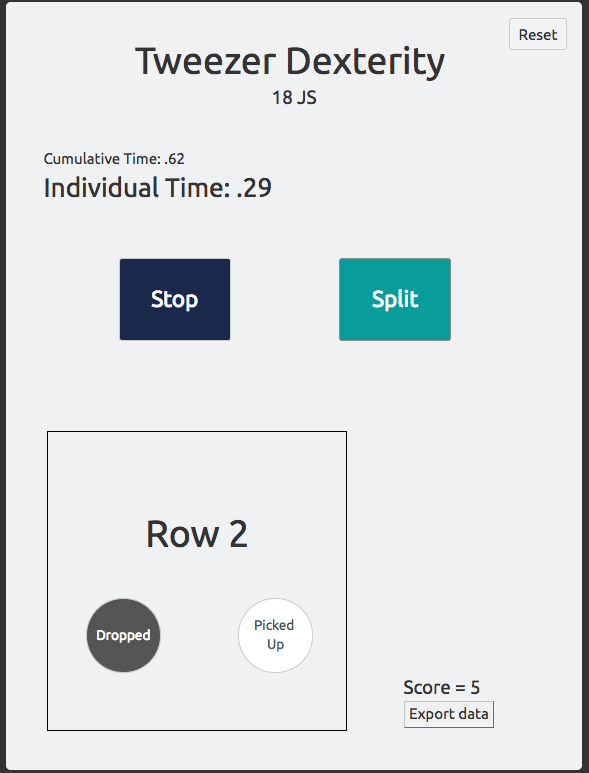 Reset
Tweezer Dexterity
18 JS
Cumulative Time: .62
Individual Time: .29
Stop
Split
Row 2
Dropped
Picked
Up
Score = 5
Export data